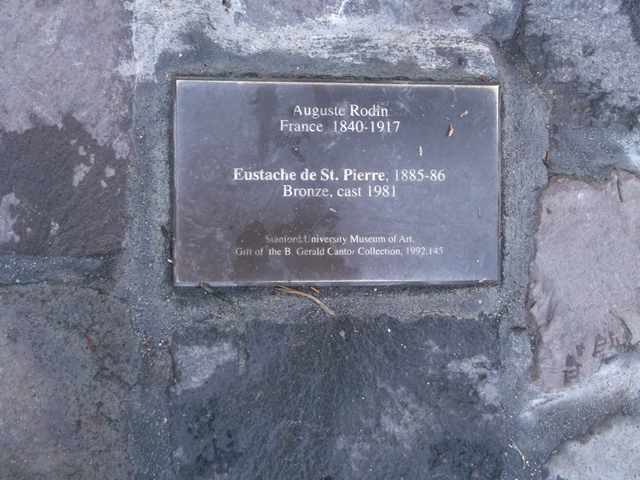 Auguste Rodin
France 1840-1917
Eustache de St. Pierre, 1885-86
Bronze, cast 1981
Stanford University Museum of Art.
Gift of the B. Gerald Cantor Collection, 1992.145